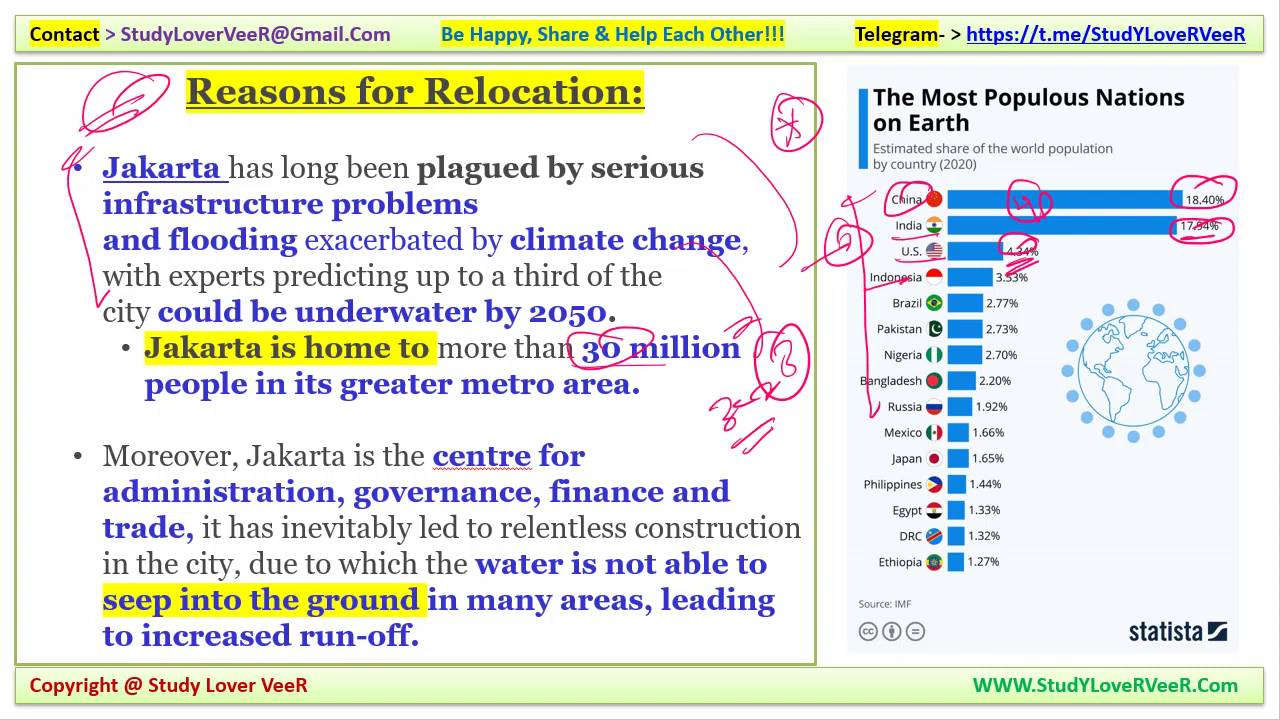 Contact > StudyLoverVeeR@Gmail.Com
Be Happy, Share & Help Each Other!!!
Telegram- > https://t.me/StudYLoveRVeeR
Reasons for Relocation:
• Jakarta has long been plagued by serious
infrastructure problems
and flooding exacerbated by climate change,
with experts predicting up to a third of the
city could be underwater by 2050.
• Jakarta is home to more than 30 million
people in its greater metro area.
• Moreover, Jakarta is the centre for
administration, governance, finance and
trade, it has inevitably led to relentless construction
in the city, due to which the water is not able to
seep into the ground in many areas, leading
to increased run-off.
The Most Populous Nations
on Earth
Estimated share of the world population
by country (2020)
China 18.40%
India 17.94%
U.S. 4.34%
Indonesia 3.53%
Brazil 2.77%
Pakistan 2.73%
Nigeria 2.70%
Bangladesh 2.20%
Russia 1.92%
Mexico 1.66%
Japan 1.65%
Philippines 1.44%
Egypt 1.33%
DRC 1.32%
Ethiopia 1.27%
Source: IMF
cc
statista
Copyright @ Study Lover VeeR
WWW.StudYLoveRVeeR.Com